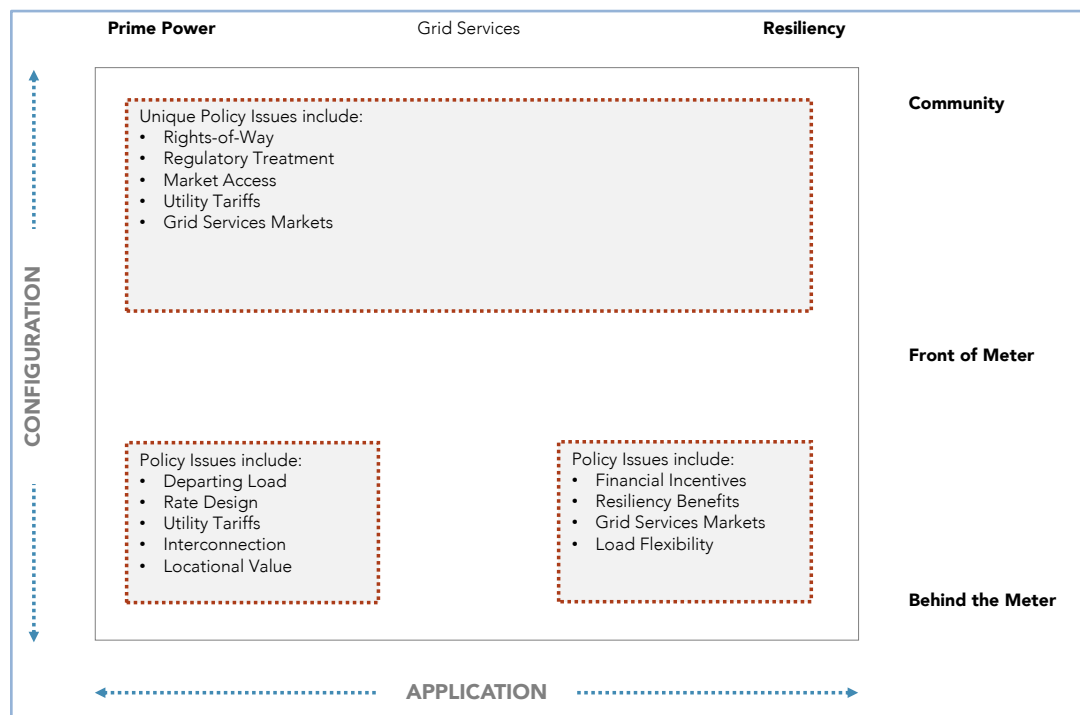 Prime Power
Grid Services
Resiliency
Community
Unique Policy Issues include:
• Rights-of-Way
• Regulatory Treatment
• Market Access
• Utility Tariffs
• Grid Services Markets
CONFIGURATION
Front of Meter
Policy Issues include:
• Departing Load
• Rate Design
• Utility Tariffs
• Interconnection
• Locational Value
Policy Issues include:
• Financial Incentives
• Resiliency Benefits
• Grid Services Markets
• Load Flexibility
Behind the Meter
APPLICATION